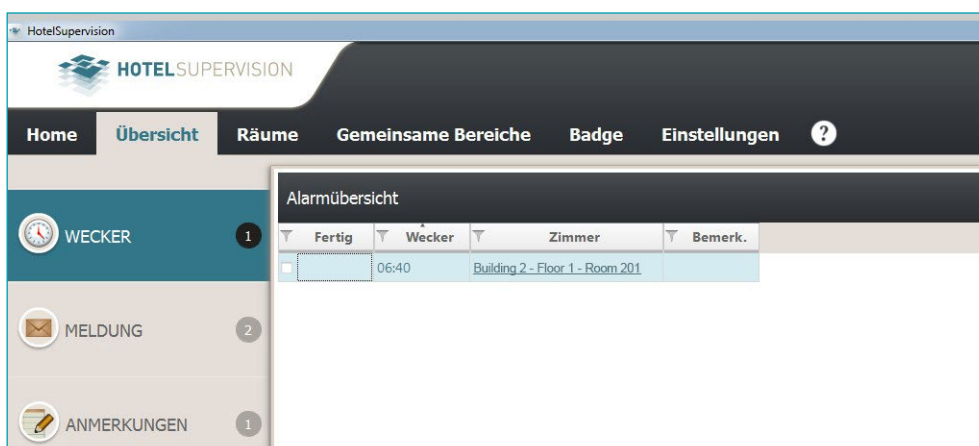 HotelSupervision
HOTELSUPERVISION
Home Übersicht Räume Gemeinsame Bereiche Badge Einstellungen ?
Alarmübersicht
WECKER 1
Fertig Wecker Zimmer Bemerk.
06:40 Building 2 - Floor 1 - Room 201
MELDUNG 2
ANMERKUNGEN 1